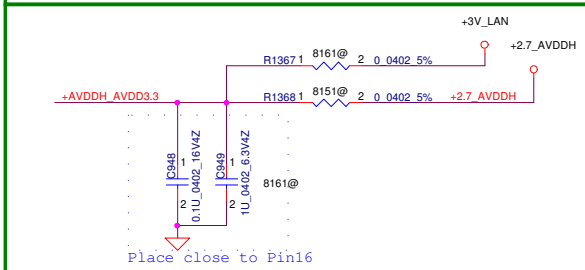 +3V_LAN
+2.7_AVDDH
R1367 1 8161@ 2 0_0402_5%
+AVDDH_AVDD3.3
R1368 1 8151@ 2 0_0402_5% +2.7_AVDDH
C948 1 2 0.1U_0402_16V4Z
C949 1 2 1U_0402_6.3V4Z
8161@
Place close to Pin16